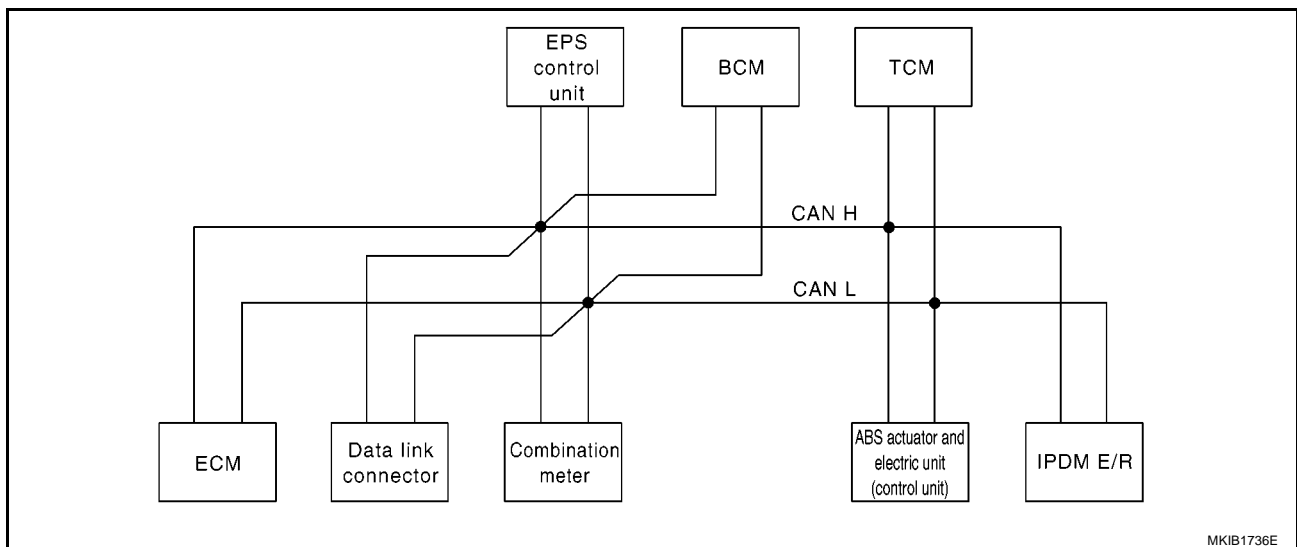 EPS
control
unit
BCM
TCM
CAN H
CAN L
ECM
Data link
connector
Combination
meter
ABS actuator and
electric unit
(control unit)
IPDM E/R
MKIB1736E